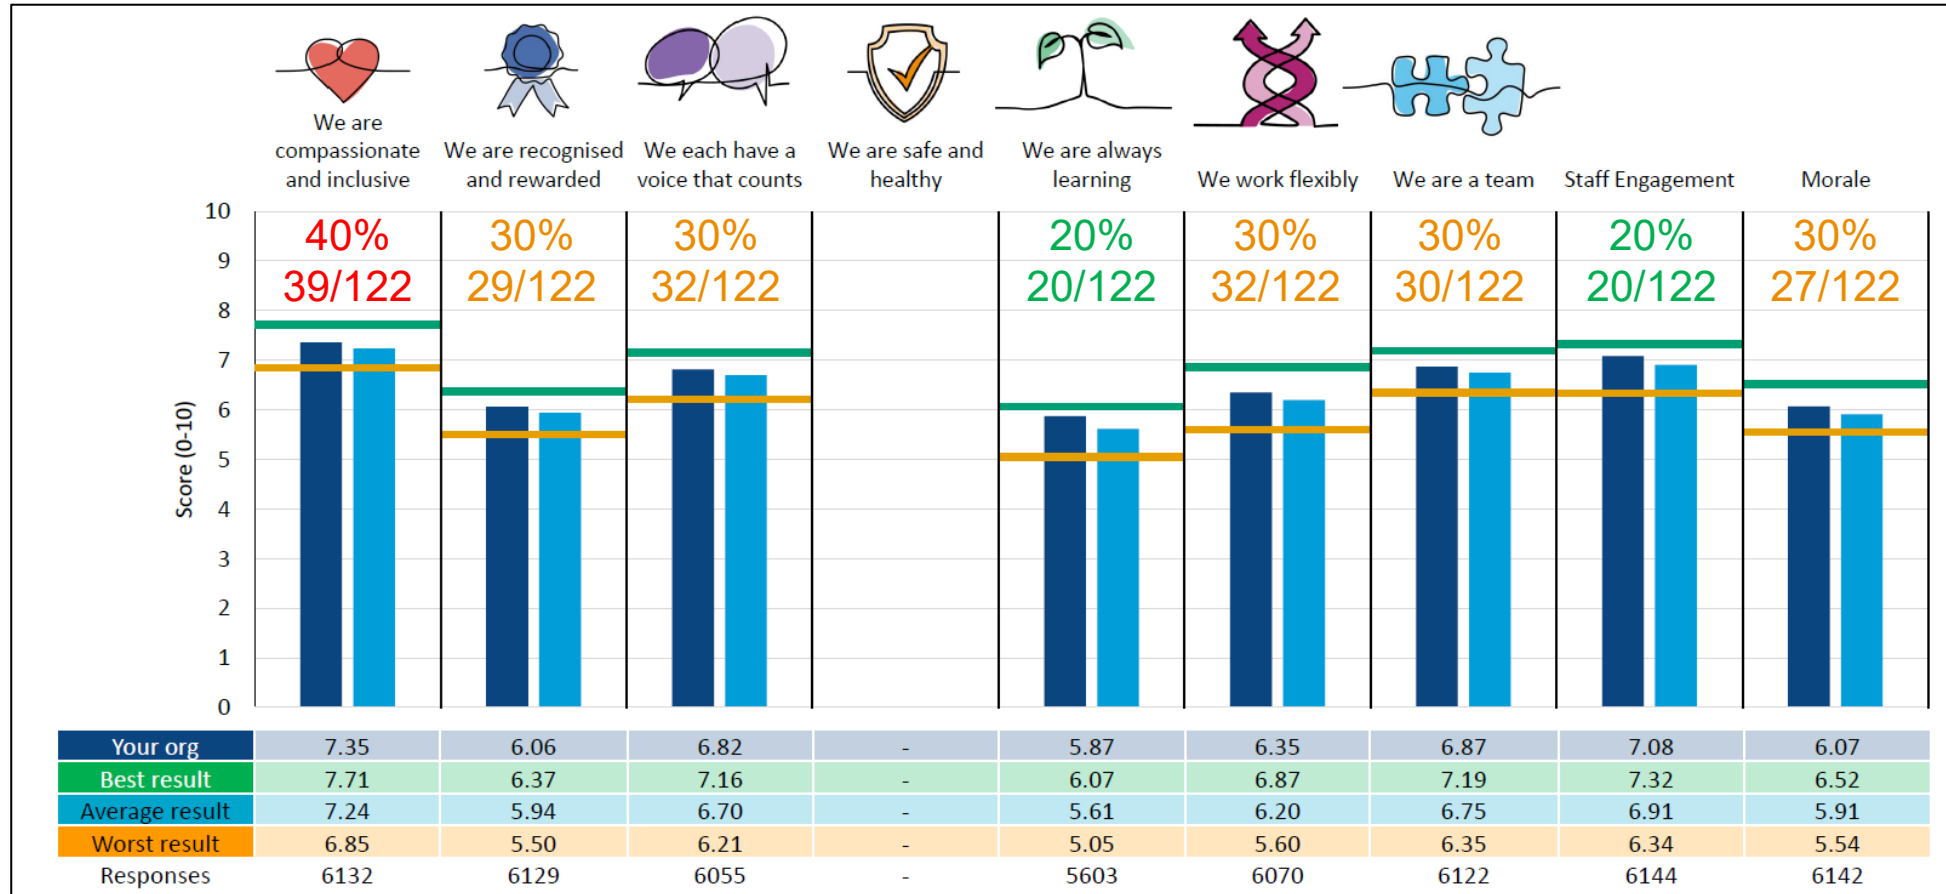 We are
compassionate
and inclusive
We are recognised
and rewarded
We each have a
voice that counts
We are safe and
healthy
We are always
learning
We work flexibly
We are a team
Staff Engagement
Morale
Score (0-10)
10
9
8
7
6
5
4
3
2
1
0
40% 30% 30% 20% 30% 30% 20% 30%
39/122 29/122 32/122 20/122 32/122 30/122 20/122 27/122
Your org 7.35 6.06 6.82 - 5.87 6.35 6.87 7.08 6.07
Best result 7.71 6.37 7.16 - 6.07 6.87 7.19 7.32 6.52
Average result 7.24 5.94 6.70 - 5.61 6.20 6.75 6.91 5.91
Worst result 6.85 5.50 6.21 - 5.05 5.60 6.35 6.34 5.54
Responses 6132 6129 6055 - 5603 6070 6122 6144 6142